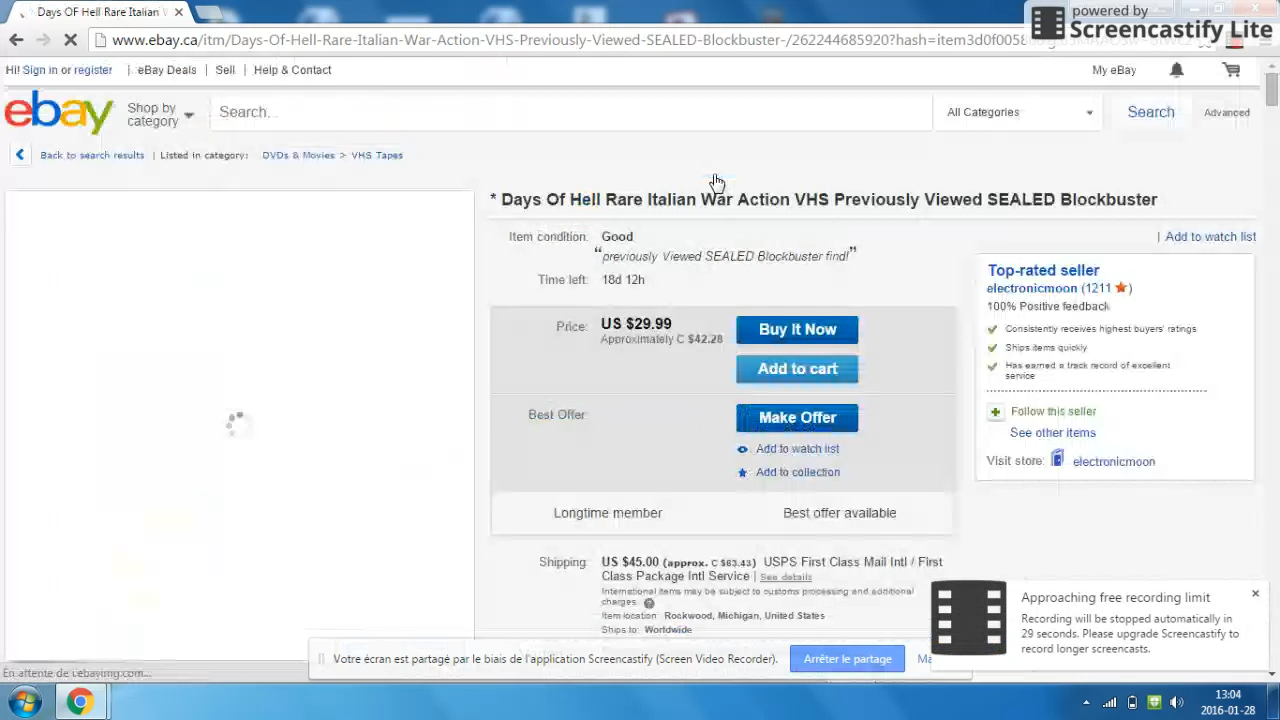 Days Of Hell Rare Italian
powered by
Screencastify Lite
www.ebay.ca/itm/Days-Of-Hell-
ly-Viewed-SEALED-Blockbuster-/262244685920?hash=item3d0f005
Hi! Sign in or register | eBay Deals | Sell | Help & Contact
My eBay
ebay
Shop by category
Search...
All Categories
Search
Advanced
Back to search results | Listed in category: DVDs & Movies > VHS Tapes
* Days Of Hell Rare Italian War Action VHS Previously Viewed SEALED Blockbuster
Item condition: Good
| Add to watch list
“previously Viewed SEALED Blockbuster find!”
Time left: 18d 12h
Top-rated seller
electronicmoon (1211 )
100% Positive feedback
Consistently receives highest buyers' ratings
Ships items quickly
Has earned a track record of excellent
service
Follow this seller
See other items
Visit store: electronicmoon
Price: US $29.99
Approximately C $42.28
Buy It Now
Add to cart
Best Offer:
Make Offer
Add to watch list
Add to collection
Longtime member
Best offer available
Shipping: US $45.00 (approx. C $63.43) USPS First Class Mail Intl / First
Class Package Intl Service | See details
International items may be subject to customs processing and additional
charges.
Item location: Rockwood, Michigan, United States
Ships to: Worldwide
Approaching free recording limit
Recording will be stopped automatically in
29 seconds. Please upgrade Screencastify to
record longer screencasts.
Votre écran est partagé par le biais de l'application Screencastify (Screen Video Recorder).
Arrêter le partage
Ma
En attente de i.ebayimg.com...
13:04
2016-01-28